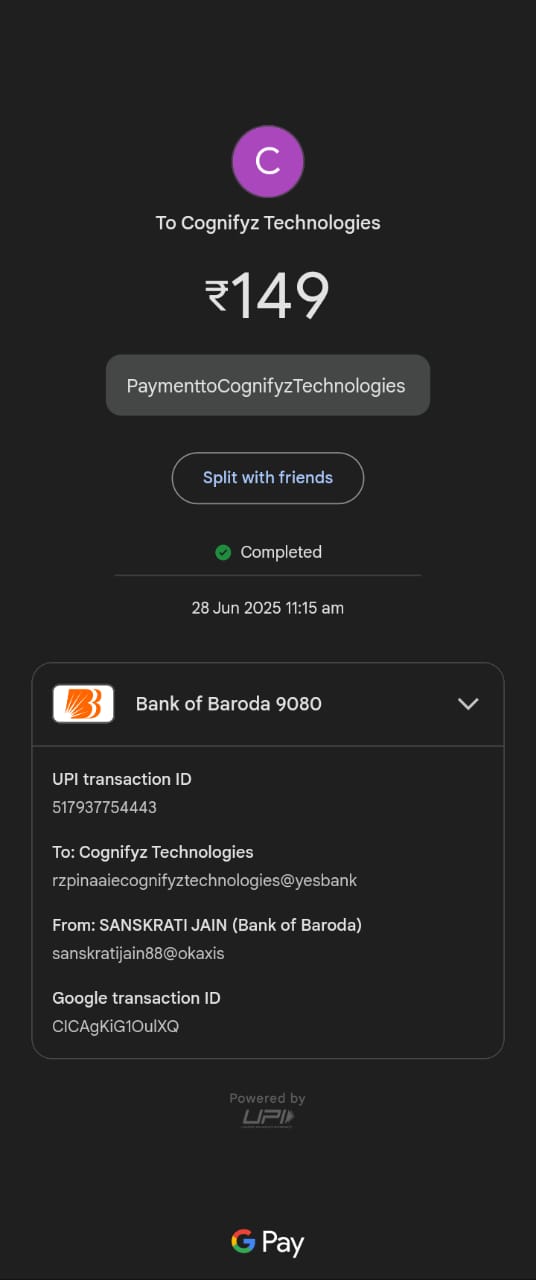 C
To Cognifyz Technologies
₹149
PaymenttoCognifyzTechnologies
Split with friends
Completed
28 Jun 2025 11:15 am
Bank of Baroda 9080
UPI transaction ID
517937754443
To: Cognifyz Technologies
rzpinaaiecognifyztechnologies@yesbank
From: SANSKRATI JAIN (Bank of Baroda)
sanskratijain88@okaxis
Google transaction ID
CICAgKiG1OulXQ
Powered by
UPI
G Pay